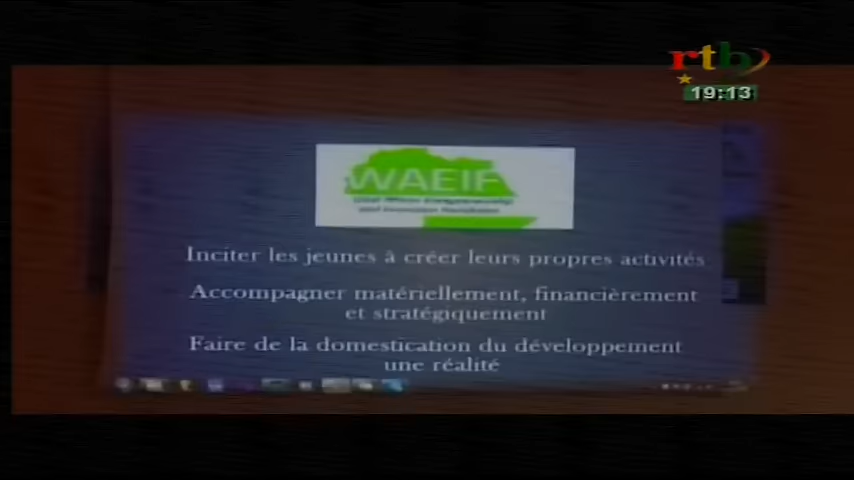 rtb
19:13
WAEIF
Inciter les jeunes à créer leurs propres activités
Accompagner matériellement, financièrement
et stratégiquement
Faire de la domestication du développement
une réalité